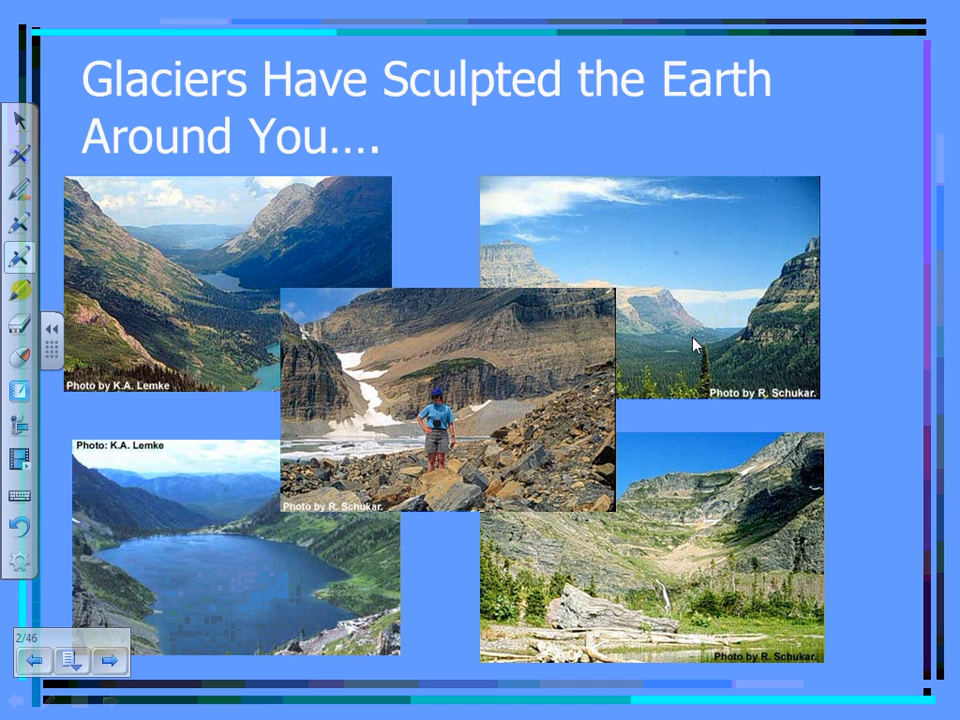 Glaciers Have Sculpted the Earth
Around You….
Photo by K.A. Lemke
Photo by R. Schukar.
Photo by R. Schukar.
Photo: K.A. Lemke
Photo by R. Schukar.
2/46